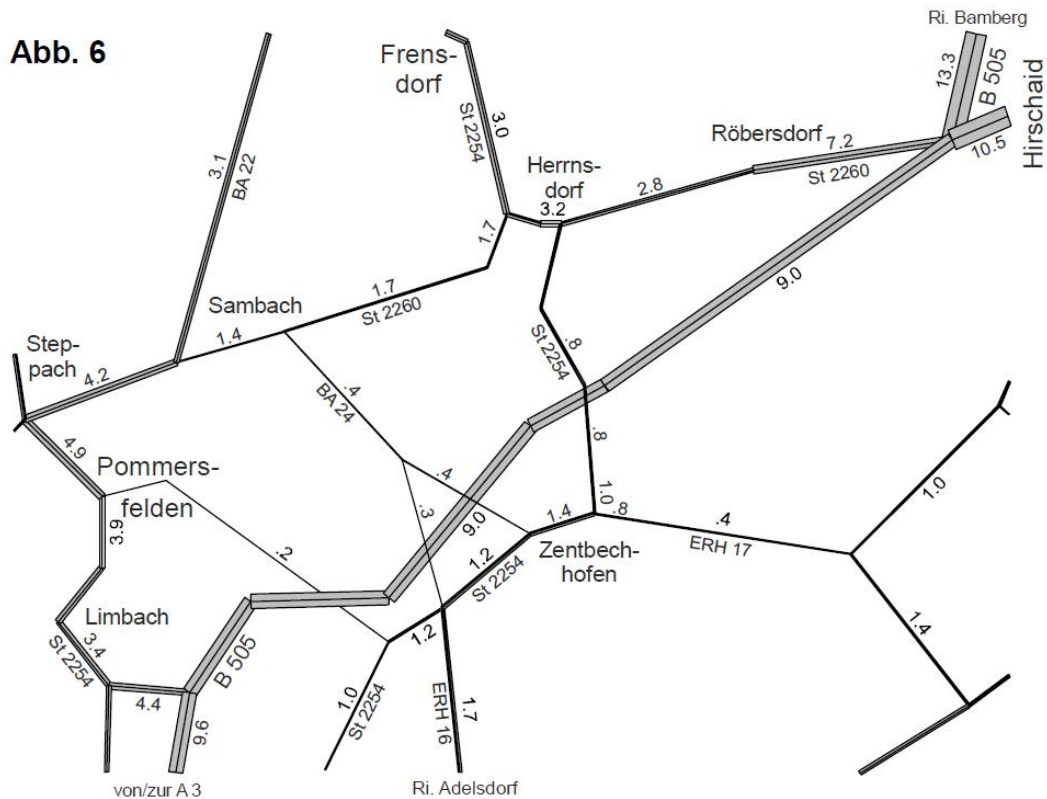 Abb. 6
Ri. Bamberg
Frens-
dorf
13.3
B 505
Hirschaid
10.5
3.1
BA 22
3.0
St 2254
Röbersdorf
7.2
St 2260
Herrns-
dorf
2.8
3.2
1.7
9.0
1.7
St 2260
Sambach
1.4
Step-
pach
4.2
.8
St 2254
.4
BA 24
4.9
.8
Pommers-
felden
.4
1.0
3.9
.3
9.0
1.0
.8
1.4
.4
ERH 17
Zentbech-
hofen
.2
1.2
St 2254
Limbach
3.4
St 2254
B 505
1.2
1.4
4.4
9.6
1.0
St 2254
ERH 16
1.7
von/zur A 3
Ri. Adelsdorf